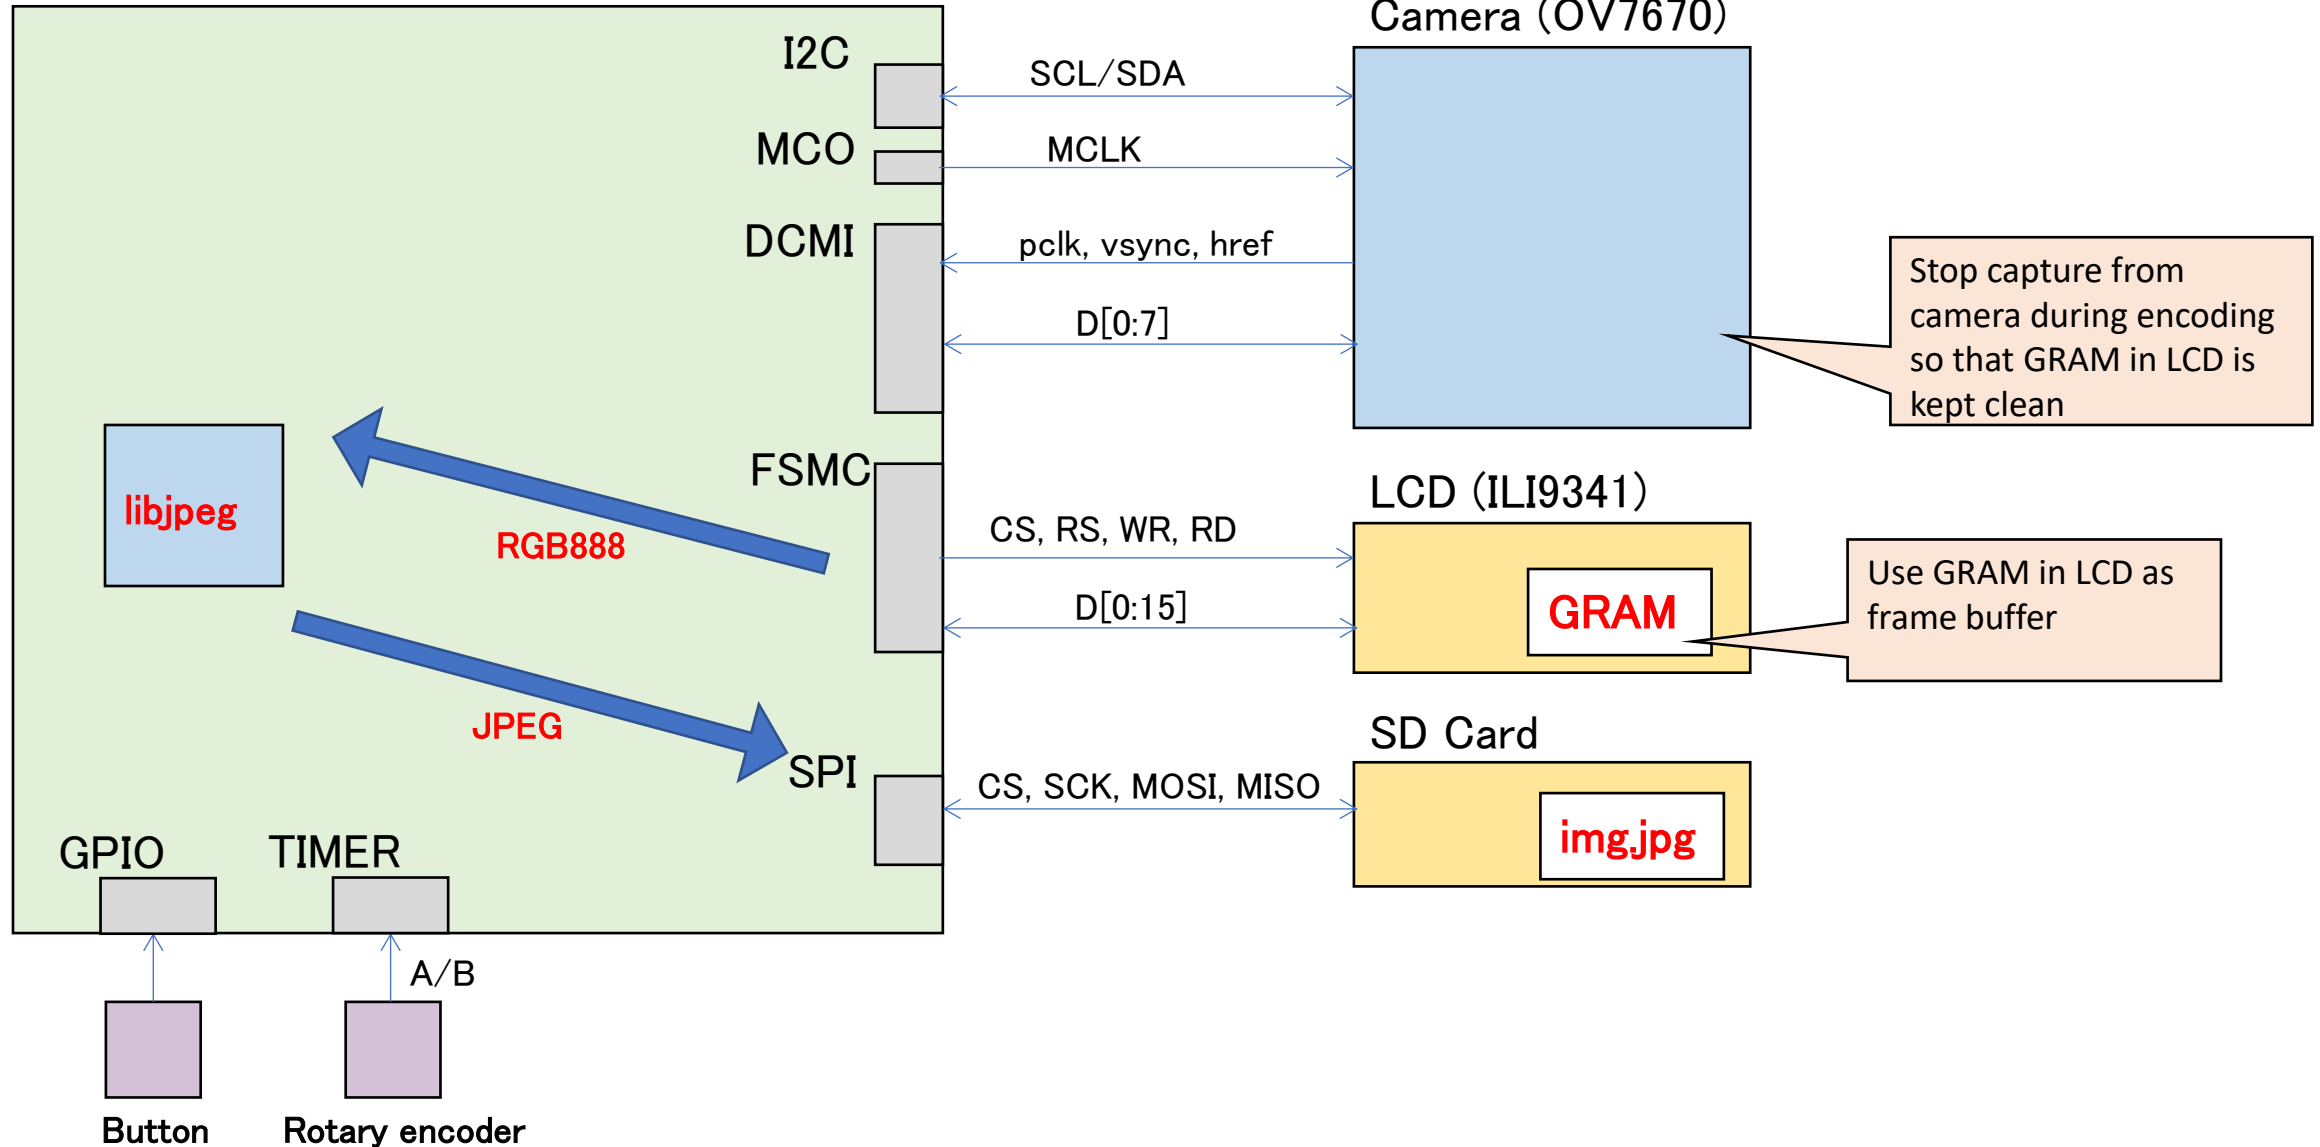 Camera (OV7670)
I2C
SCL/SDA
MCO
MCLK
DCMI
pclk, vsync, href
D[0:7]
Stop capture from
camera during encoding
so that GRAM in LCD is
kept clean
FSMC
LCD (ILI9341)
libjpeg
RGB888
CS, RS, WR, RD
D[0:15]
GRAM
Use GRAM in LCD as
frame buffer
JPEG
SPI
SD Card
CS, SCK, MOSI, MISO
img.jpg
GPIO
TIMER
A/B
Button
Rotary encoder